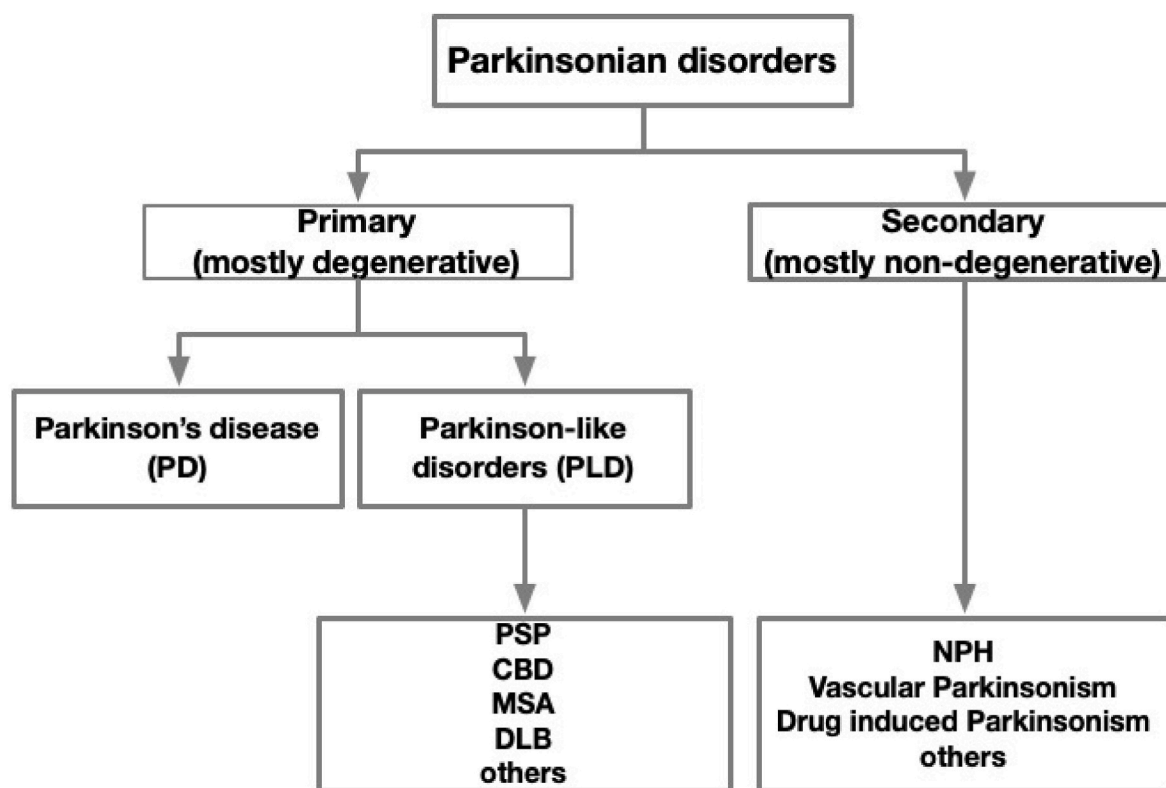 Parkinsonian disorders
Primary
(mostly degenerative)
Secondary
(mostly non-degenerative)
Parkinson’s disease
(PD)
Parkinson-like
disorders (PLD)
PSP
CBD
MSA
DLB
others
NPH
Vascular Parkinsonism
Drug induced Parkinsonism
others